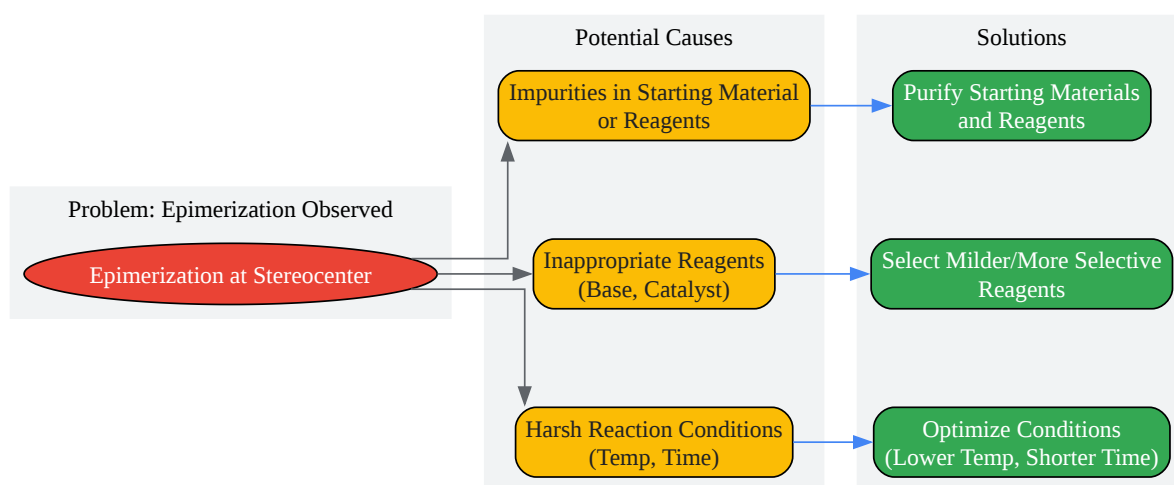 Potential Causes
Solutions
Impurities in Starting Material
or Reagents
Purify Starting Materials
and Reagents
Problem: Epimerization Observed
Epimerization at Stereocenter
Inappropriate Reagents
(Base, Catalyst)
Select Milder/More Selective
Reagents
Harsh Reaction Conditions
(Temp, Time)
Optimize Conditions
(Lower Temp, Shorter Time)